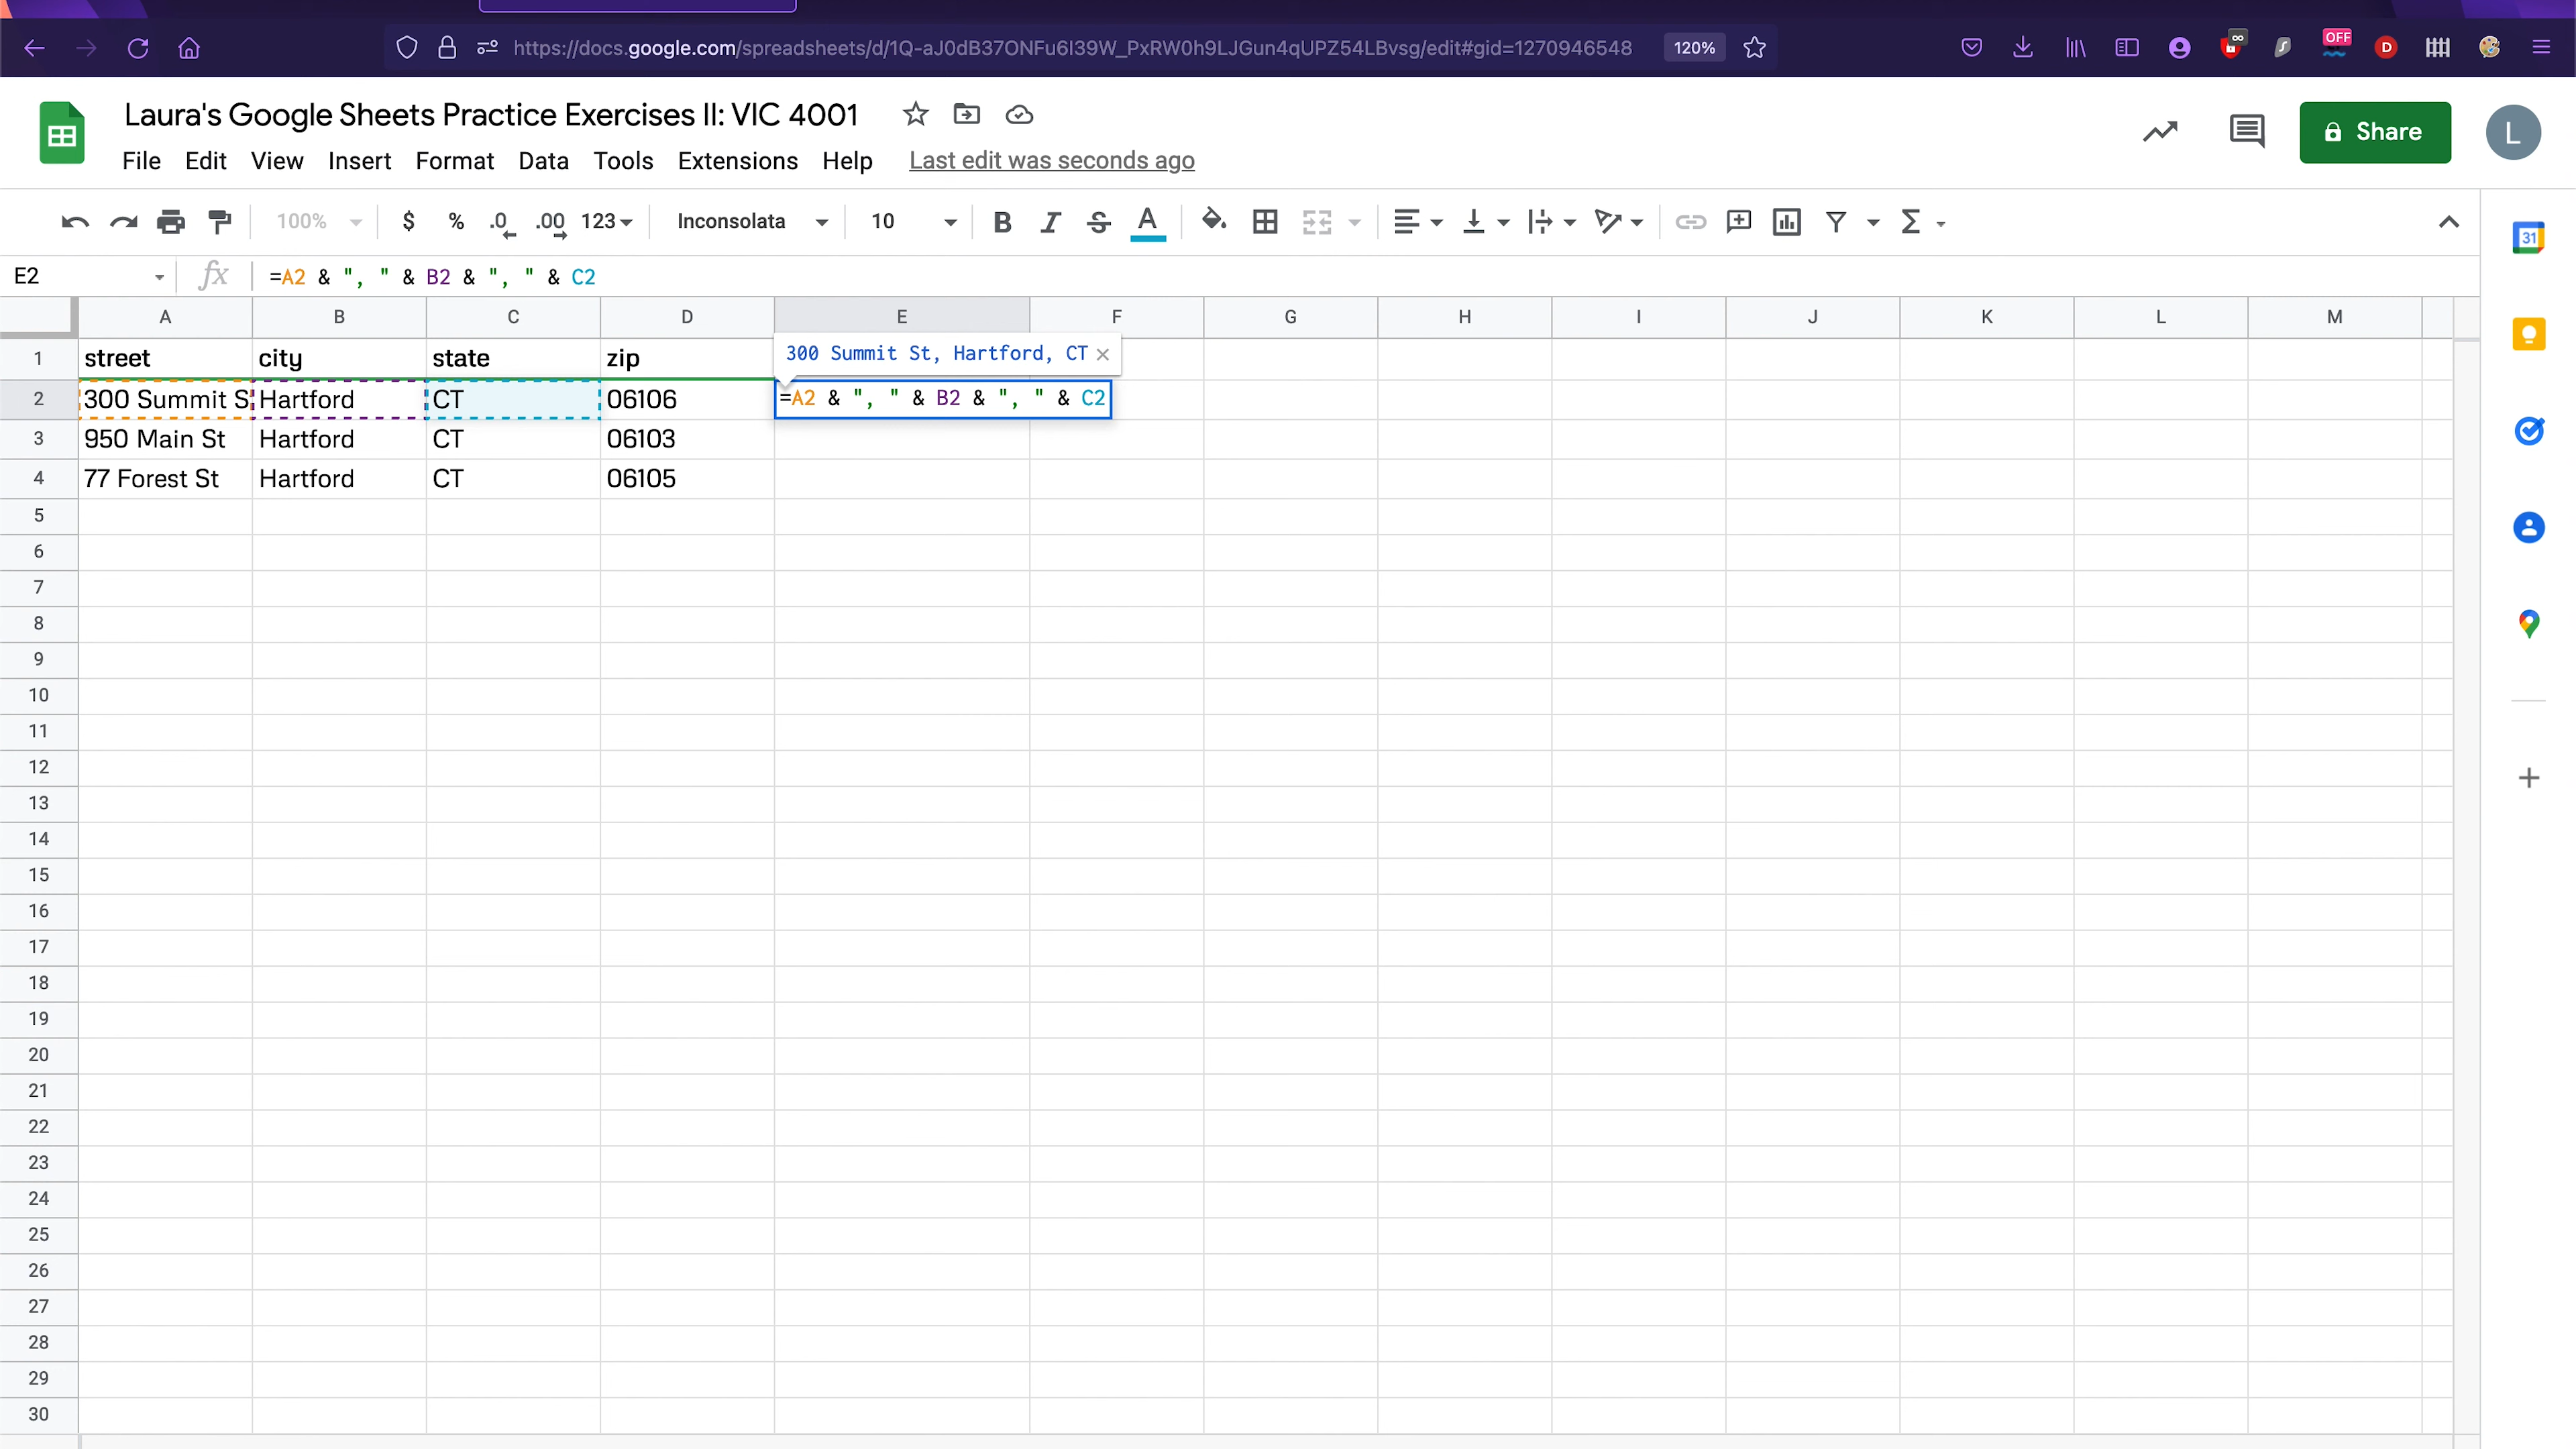 https://docs.google.com/spreadsheets/d/1Q-aJ0dB37ONFu6I39W_PxRW0h9LJGun4qUPZ54LBvsg/edit#gid=1270946548 120% OFF D
Laura's Google Sheets Practice Exercises II: VIC 4001
File Edit View Insert Format Data Tools Extensions Help Last edit was seconds ago
Share L
100% $ % .0 .00 123 Inconsolata 10 B I S A Σ
31
E2 fx =A2 & ", " & B2 & ", " & C2
A B C D E F G H I J K L M
300 Summit St, Hartford, CT ×
1 street city state zip
2 300 Summit S Hartford CT 06106 =A2 & ", " & B2 & ", " & C2
3 950 Main St Hartford CT 06103
4 77 Forest St Hartford CT 06105
5
6
7
8
9
10
11
12
13
14
15
16
17
18
19
20
21
22
23
24
25
26
27
28
29
30